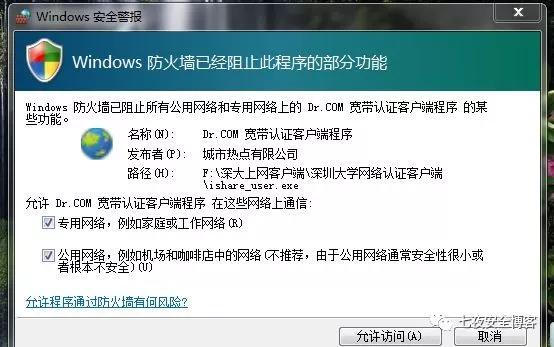 Windows 安全警报
Windows 防火墙已经阻止此程序的部分功能
Windows 防火墙已阻止所有公用网络和专用网络上的 Dr.COM 宽带认证客户端程序 的某
些功能。
名称(N): Dr.COM 宽带认证客户端程序
发布者(P): 城市热点有限公司
路径(H): F:\深大上网客户端\深圳大学网络认证客户端
\ishare_user.exe
允许 Dr.COM 宽带认证客户端程序 在这些网络上通信:
专用网络，例如家庭或工作网络(R)
公用网络，例如机场和咖啡店中的网络(不推荐，由于公用网络通常安全性很小或
者根本不安全)(U)
允许程序通过防火墙有何风险?
七夜安全博客
允许访问(A) 取消